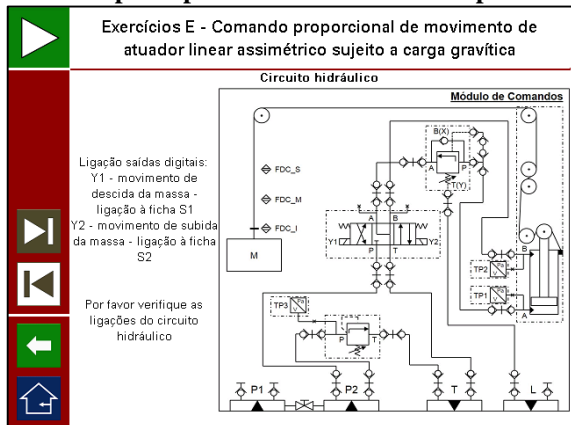 Exercícios E - Comando proporcional de movimento de
atuador linear assimétrico sujeito a carga gravítica
Circuito hidráulico
Módulo de Comandos
Ligação saídas digitais:
Y1 - movimento de
descida da massa -
ligação à ficha S1
Y2 - movimento de subida
da massa - ligação à ficha
S2
Por favor verifique as
ligações do circuito
hidráulico
FDC_S
FDC_M
FDC_I
M
B(X)
A
P
T(Y)
A B
Y1
Y2
P T
TP2
B
TP1
A
TP3
P
T
P1
P2
T
L